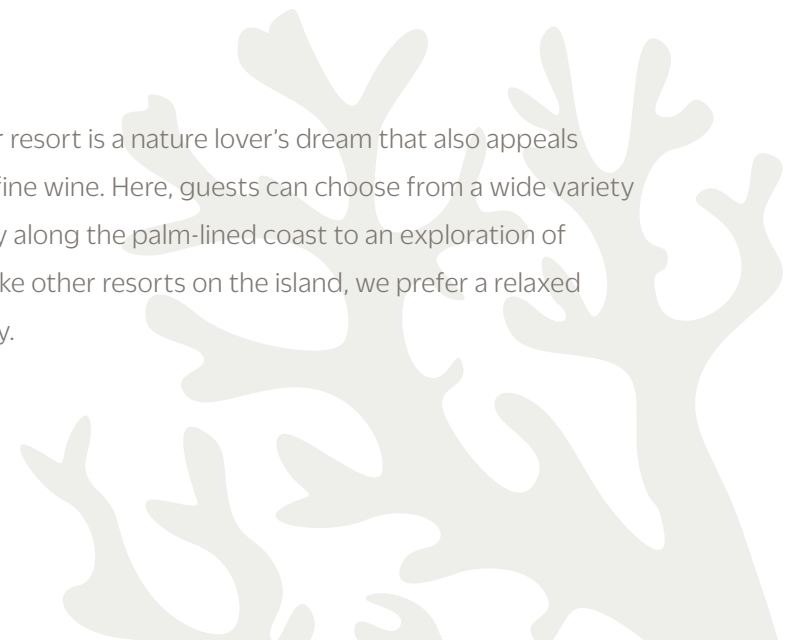 resort is a nature lover’s dream that also appeals
fine wine. Here, guests can choose from a wide variety
along the palm-lined coast to an exploration of
other resorts on the island, we prefer a relaxed